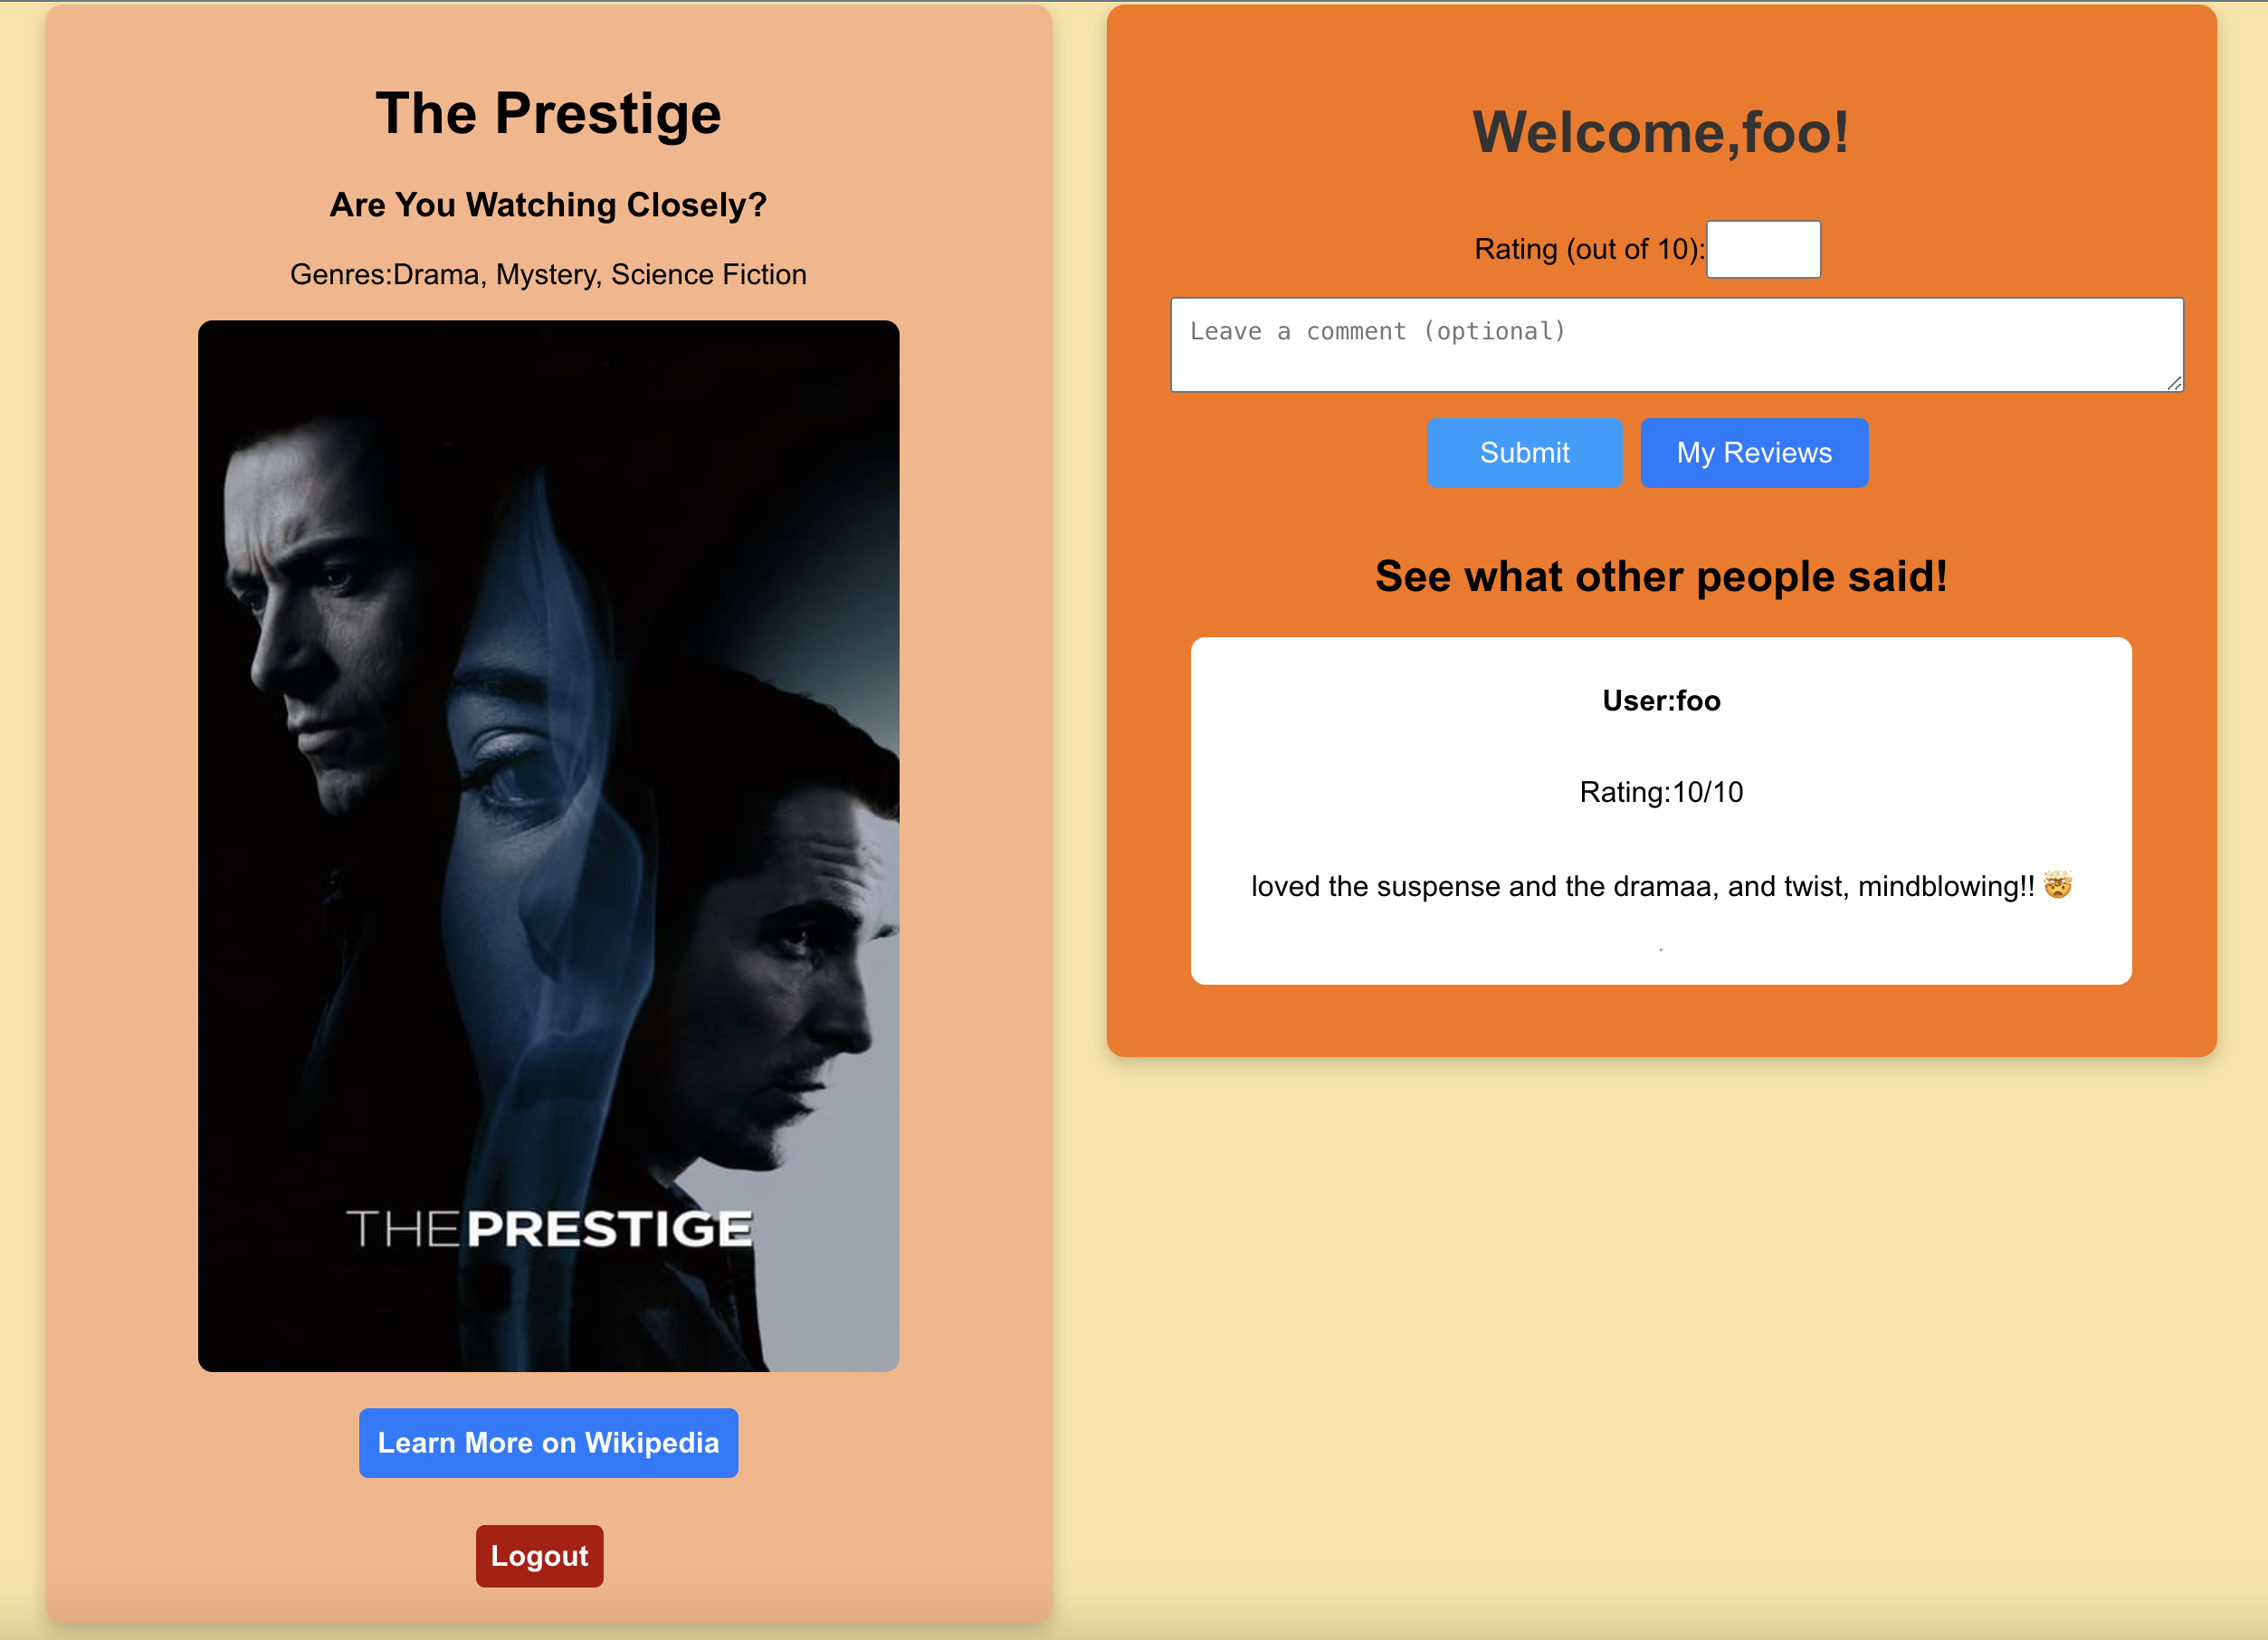 The Prestige
Are You Watching Closely?
Genres:Drama, Mystery, Science Fiction
THEPRESTIGE
Learn More on Wikipedia
Logout
Welcome,foo!
Rating (out of 10):
Leave a comment (optional)
Submit
My Reviews
See what other people said!
User:foo
Rating:10/10
loved the suspense and the dramaa, and twist, mindblowing!! 🤯